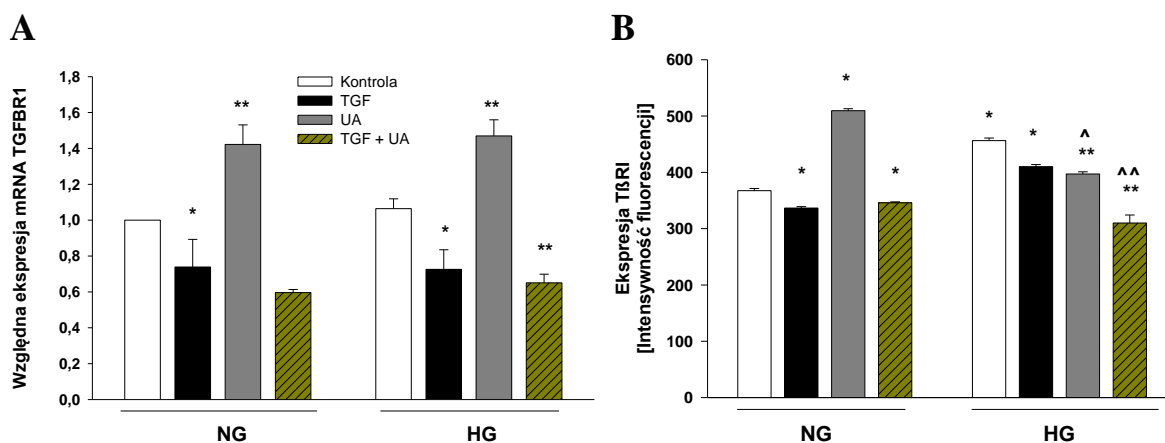 A
Względna ekspresja mRNA TGFBR1
1,8
1,6
1,4
1,2
1,0
0,8
0,6
0,4
0,2
0,0
Kontrola
TGF
UA
TGF + UA
*
**
*
**
**
NG
HG
B
Ekspresja TßRI
[Intensywność fluorescencji]
600
500
400
300
200
100
0
*
*
*
*
*
^
**
^^
**
NG
HG